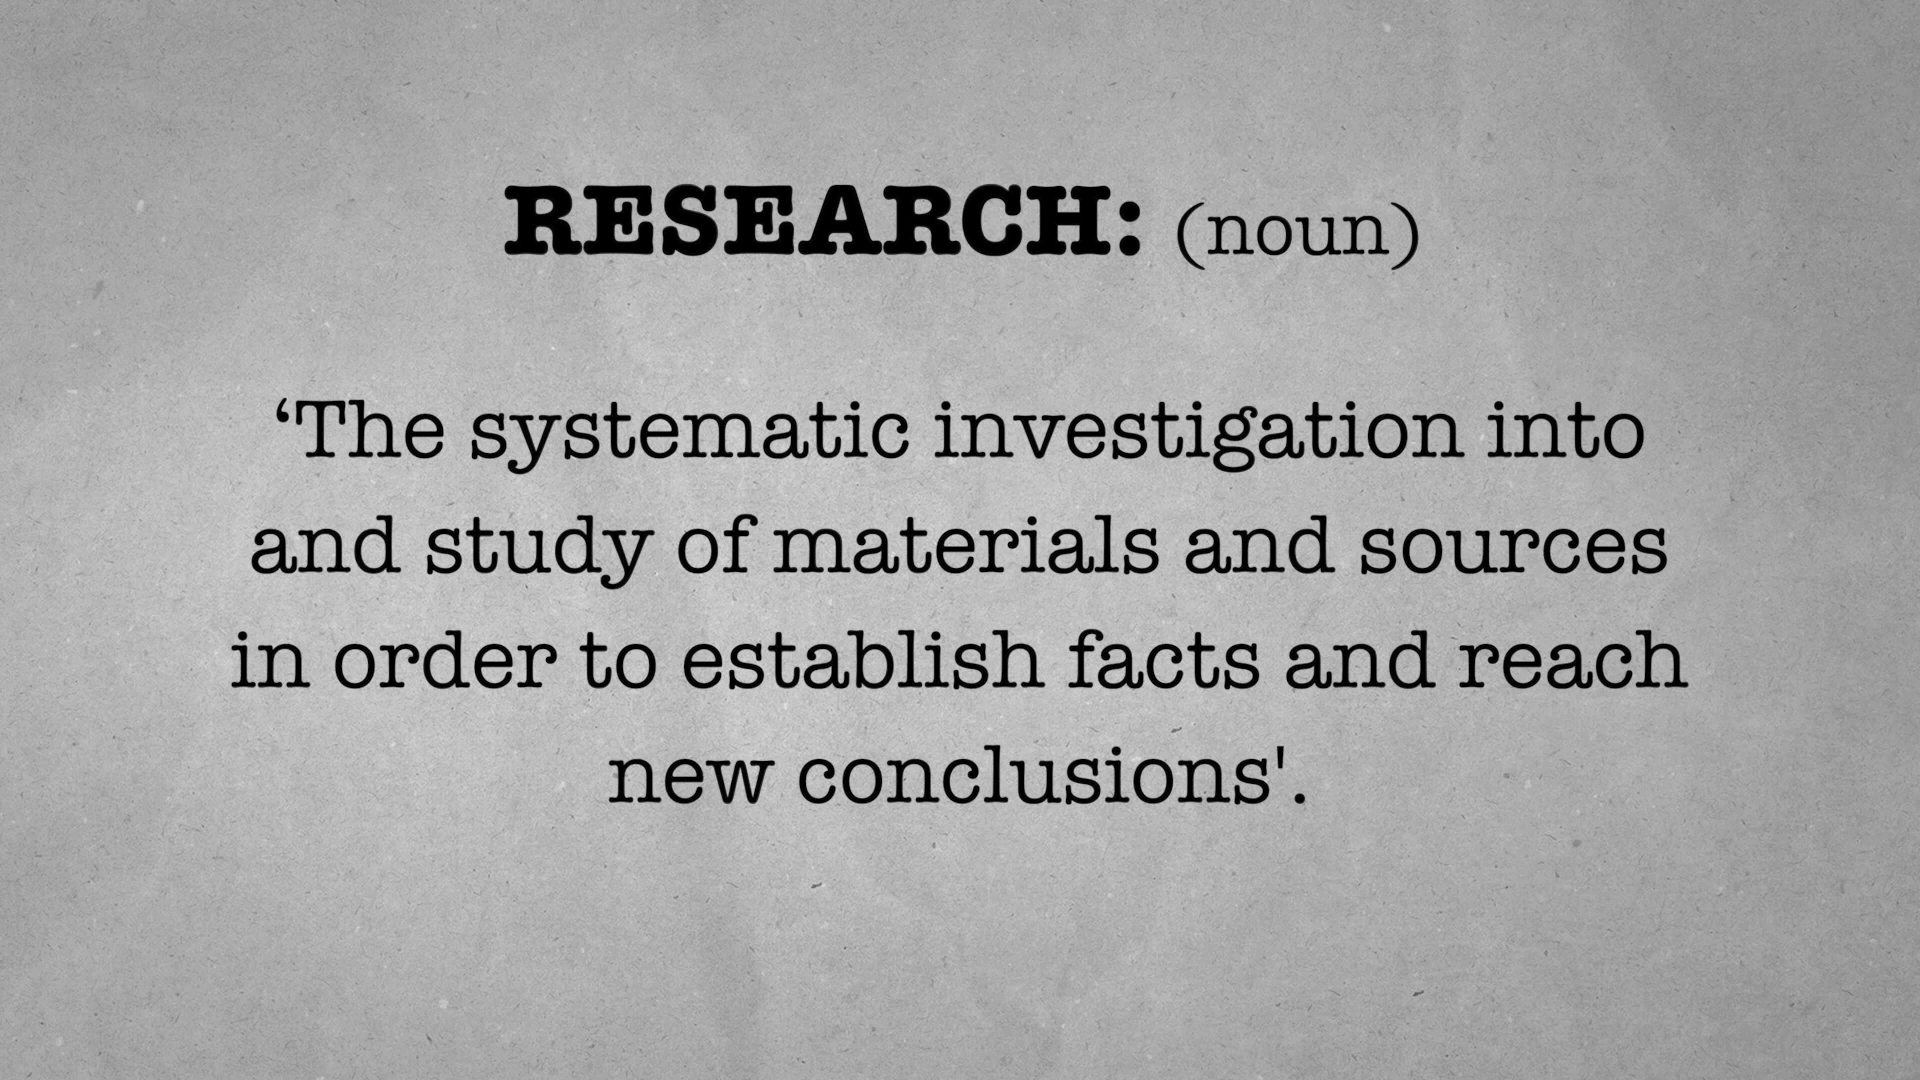 RESEARCH: (noun)
‘The systematic investigation into
and study of materials and sources
in order to establish facts and reach
new conclusions'.